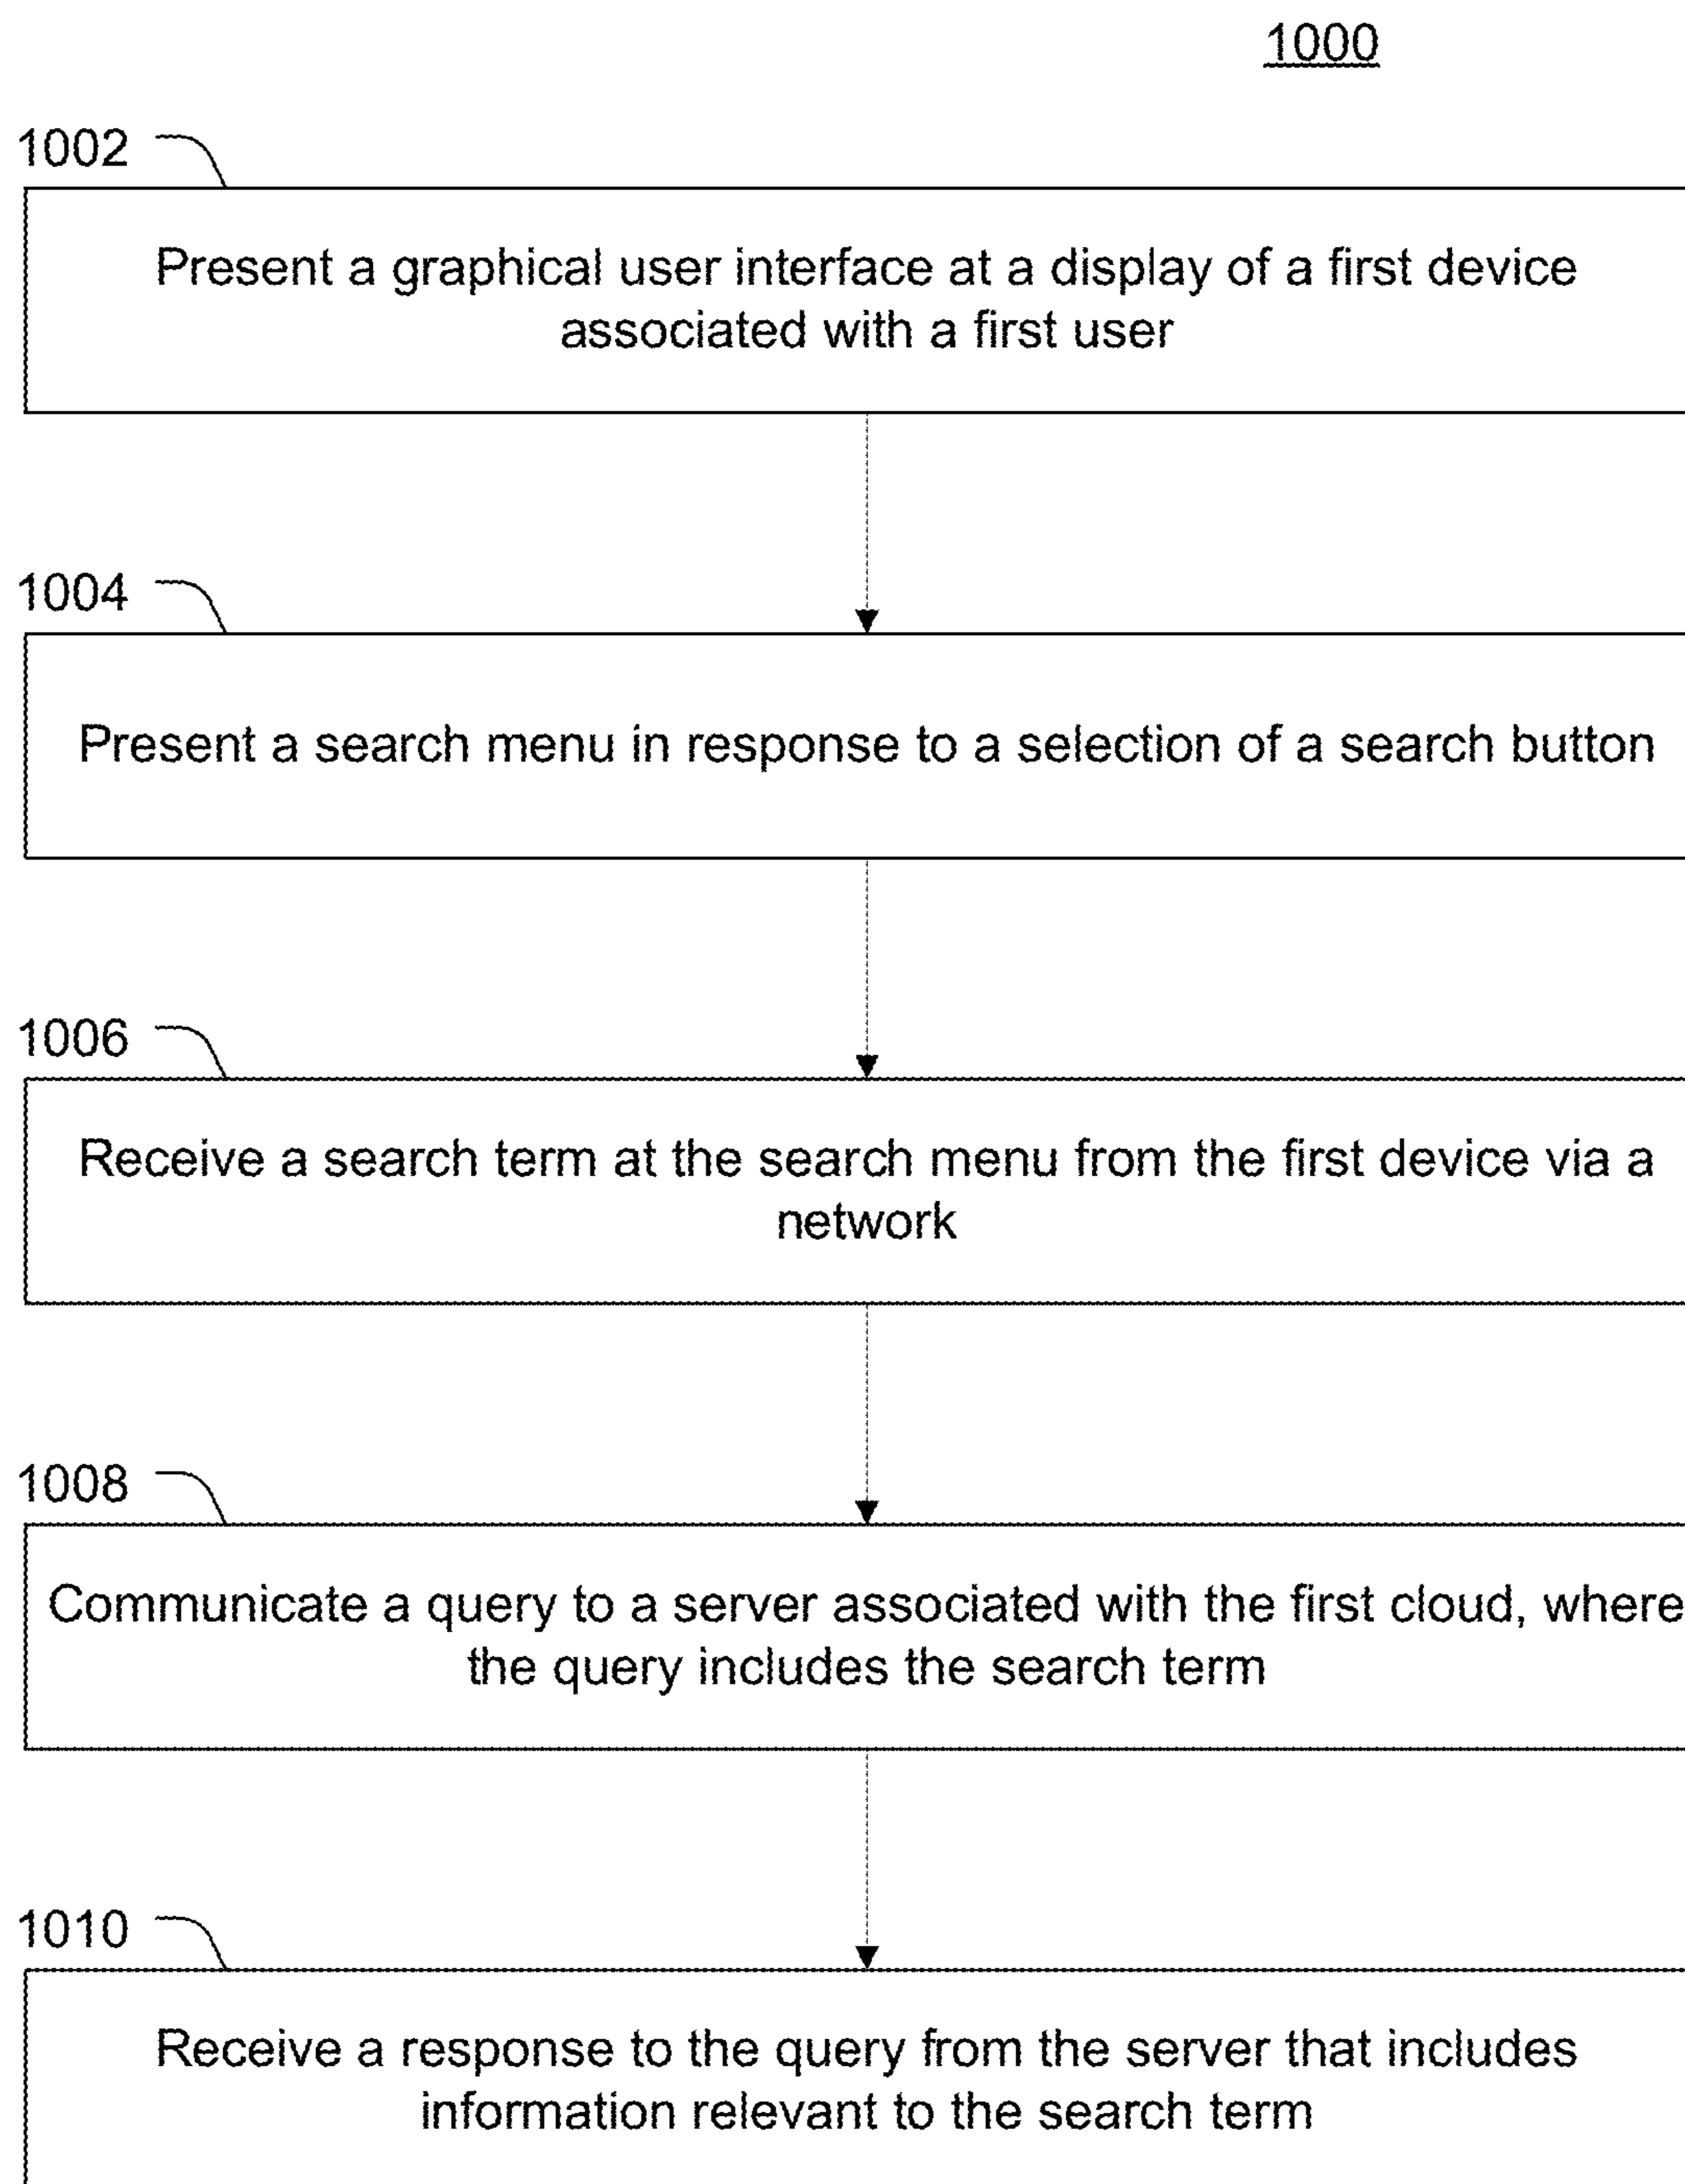 1000
1002
Present a graphical user interface at a display of a first device
associated with a first user
1004
Present a search menu in response to a selection of a search button
1006
Receive a search term at the search menu from the first device via a
network
1008
Communicate a query to a server associated with the first cloud, where
the query includes the search term
1010
Receive a response to the query from the server that includes
information relevant to the search term